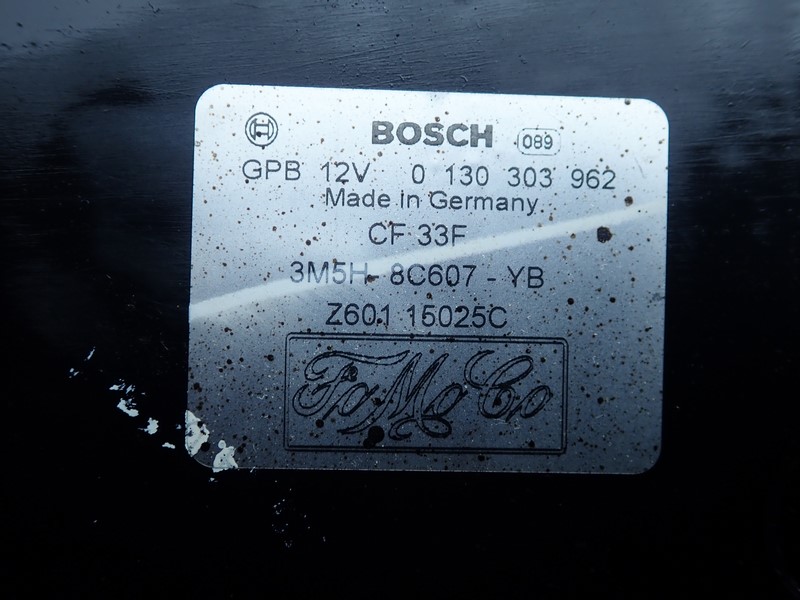 BOSCH 089
GPB 12V 0 130 303 962
Made in Germany
CF 33F
3M5H- 8C607 - YB
Z601 15025C
FoMoCo